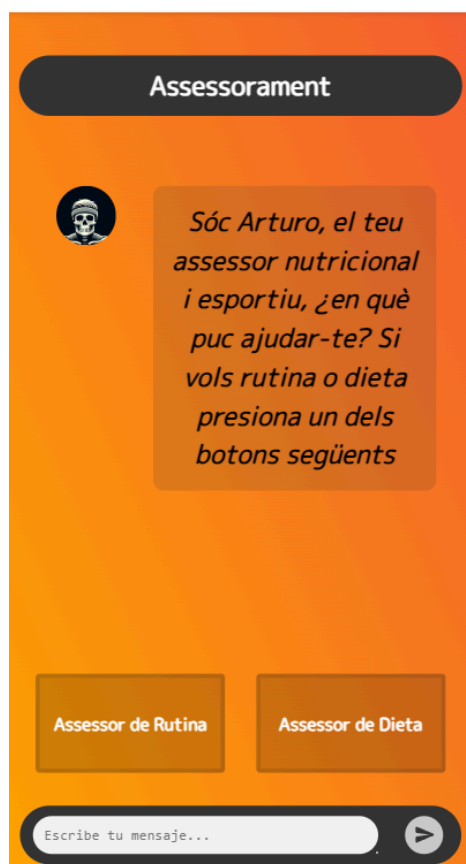 Assessorament
Sóc Arturo, el teu
assessor nutricional
i esportiu, ¿en què
puc ajudar-te? Si
vols rutina o dieta
presiona un dels
botons següents
Assessor de Rutina
Assessor de Dieta
Escribe tu mensaje...